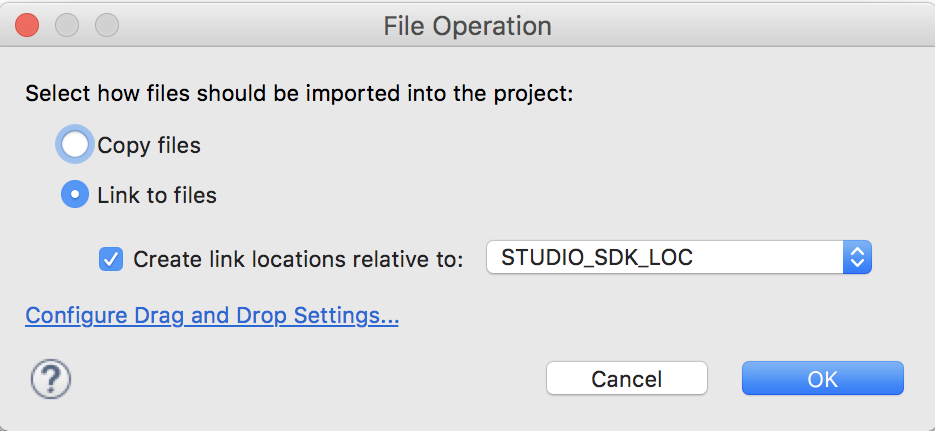 File Operation
Select how files should be imported into the project:
Copy files
Link to files
Create link locations relative to: STUDIO_SDK_LOC
Configure Drag and Drop Settings...
?
Cancel OK